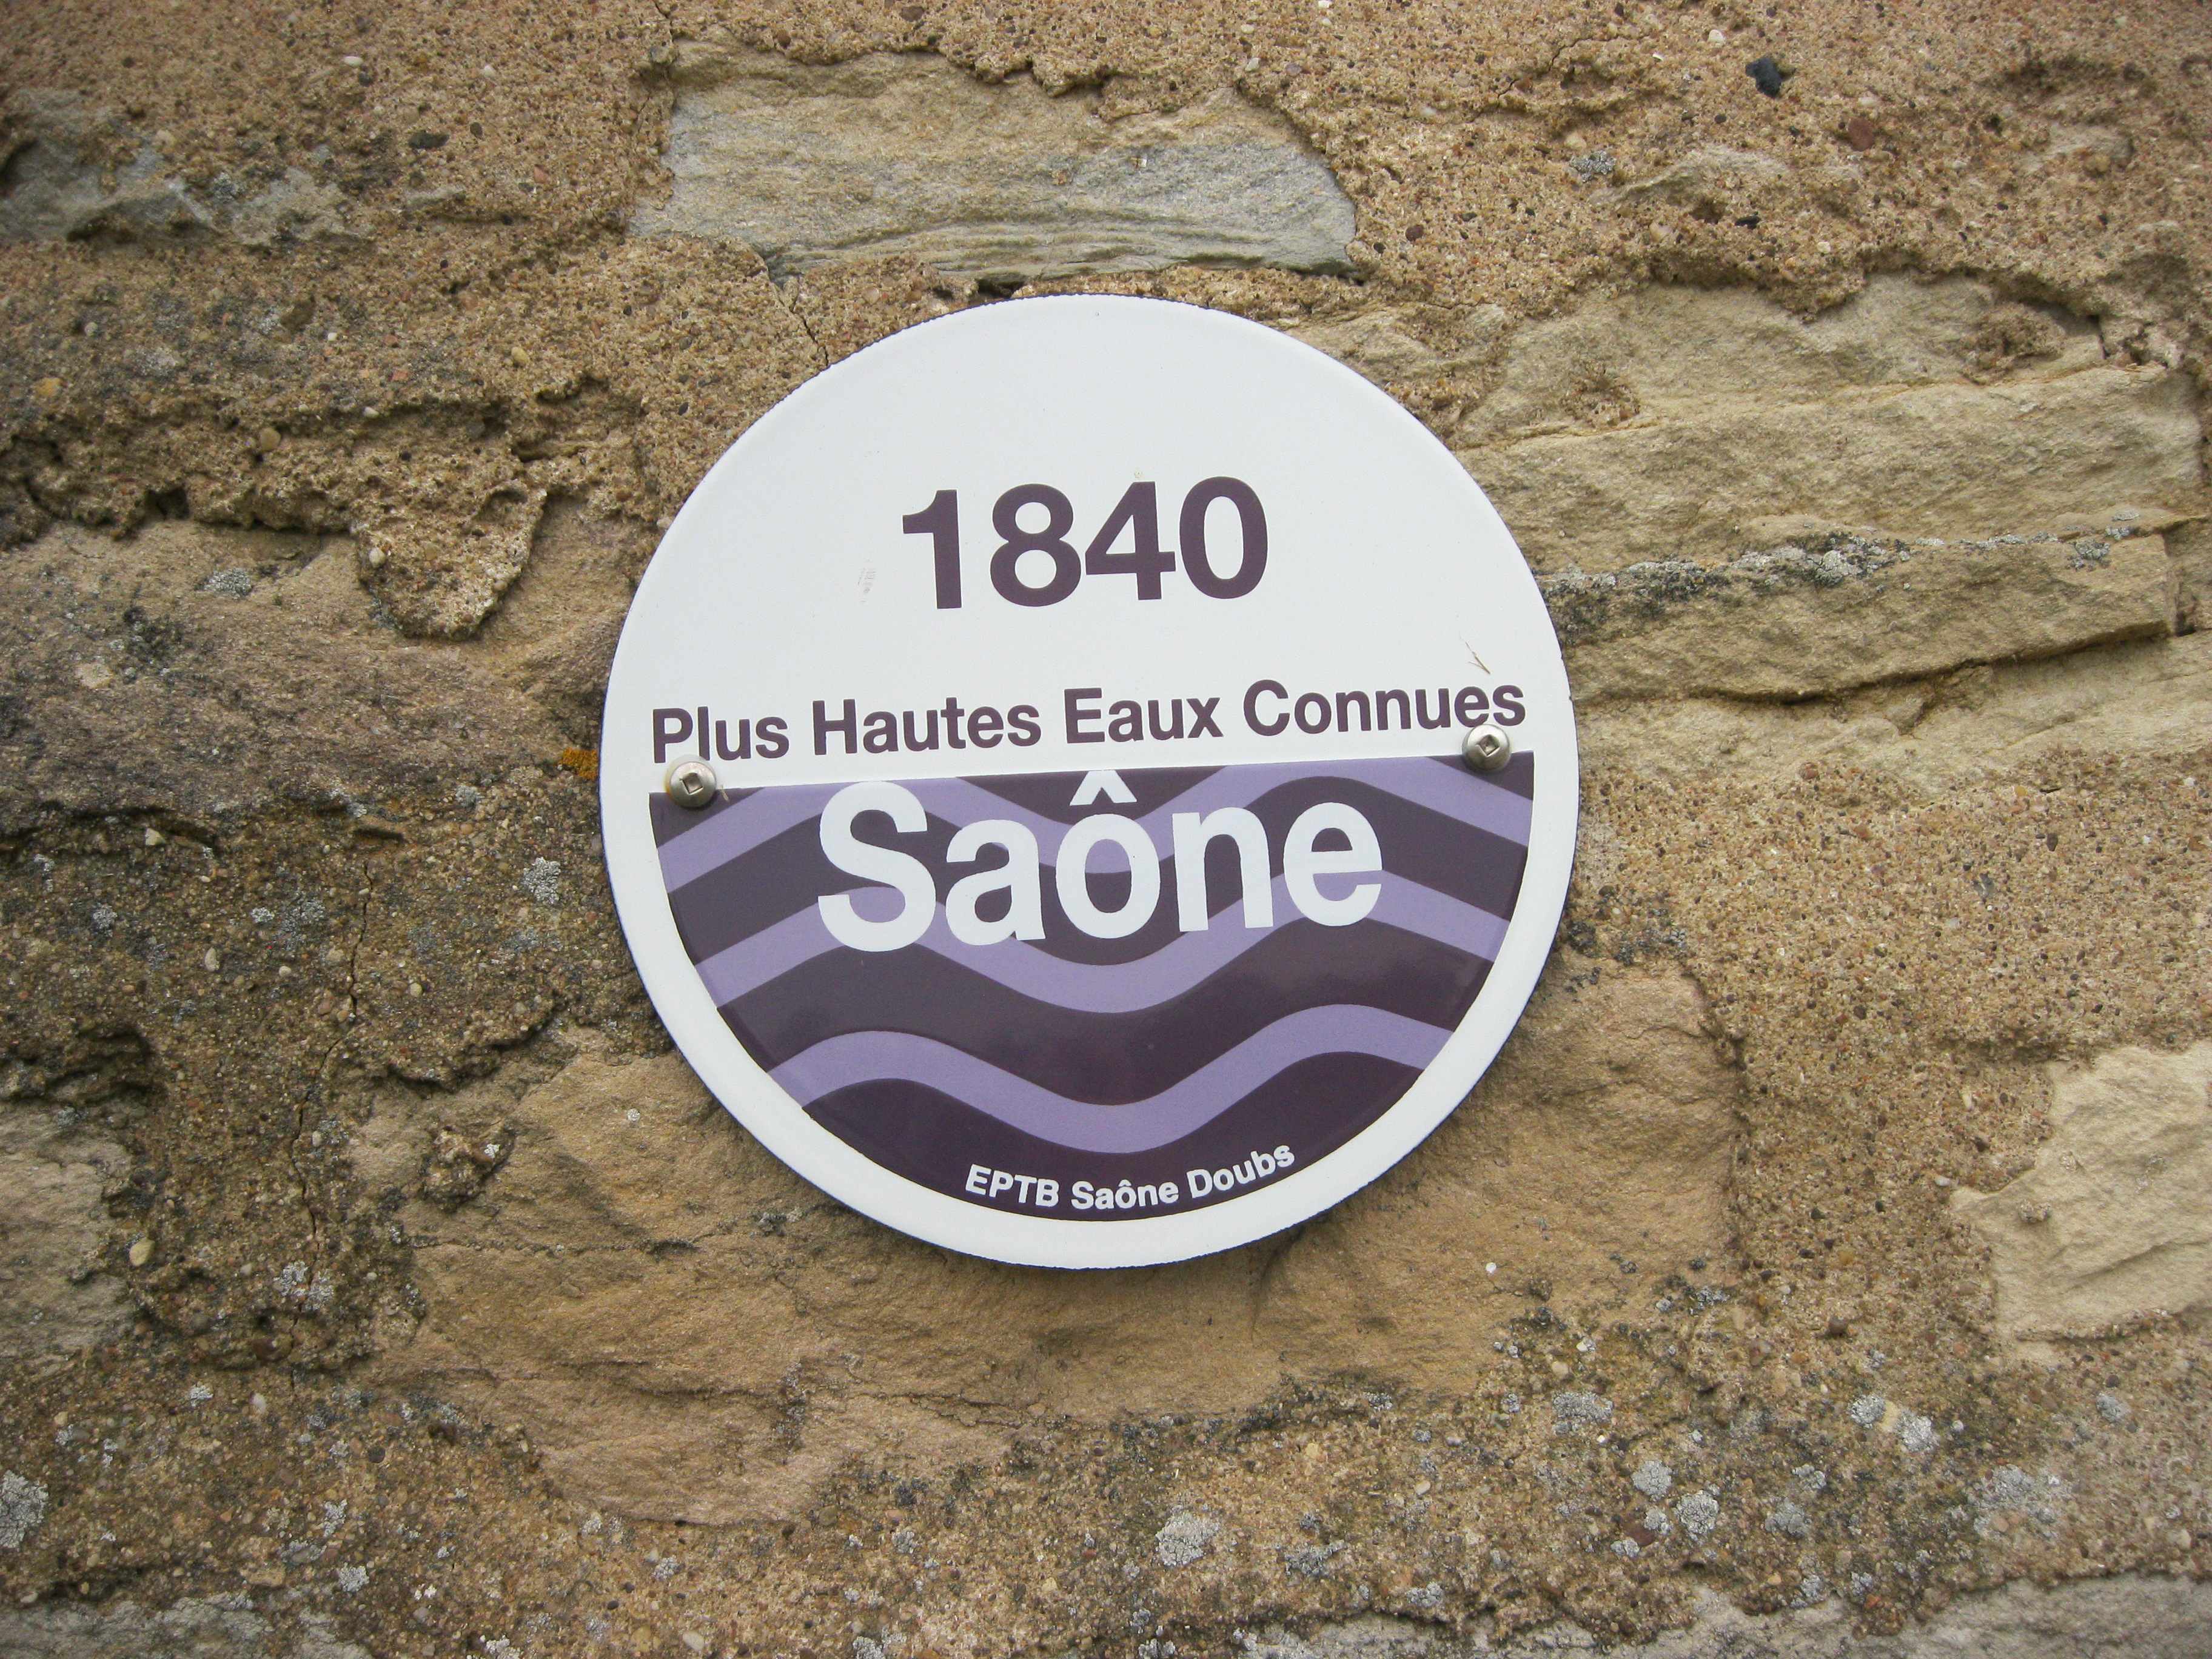 1840
Plus Hautes Eaux Connues
Saône
EPTB Saône Doubs